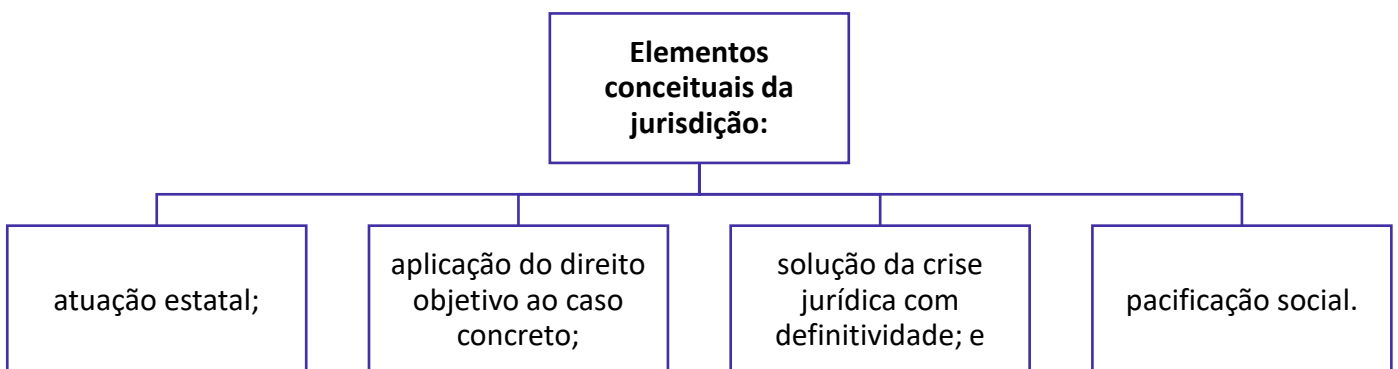 Elementos
conceituais da
jurisdição:
atuação estatal;
aplicação do direito
objetivo ao caso
concreto;
solução da crise
jurídica com
definitividade; e
pacificação social.